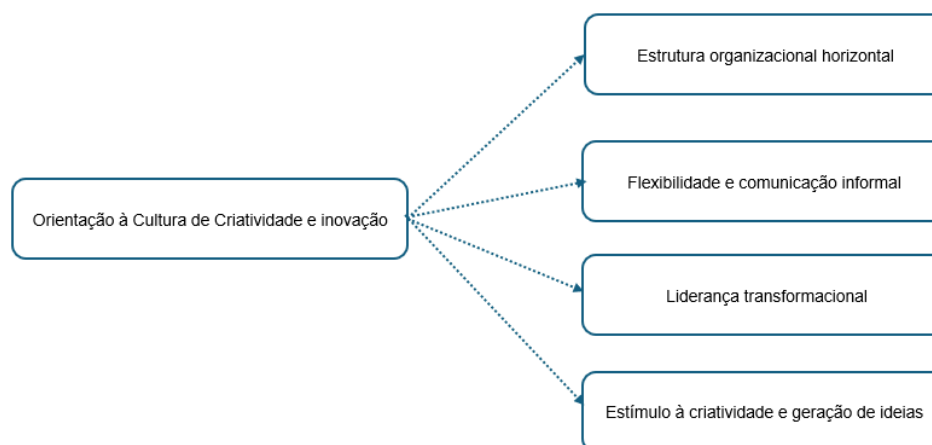 Estrutura organizacional horizontal
Flexibilidade e comunicação informal
Orientação à Cultura de Criatividade e inovação
Liderança transformacional
Estímulo à criatividade e geração de ideias